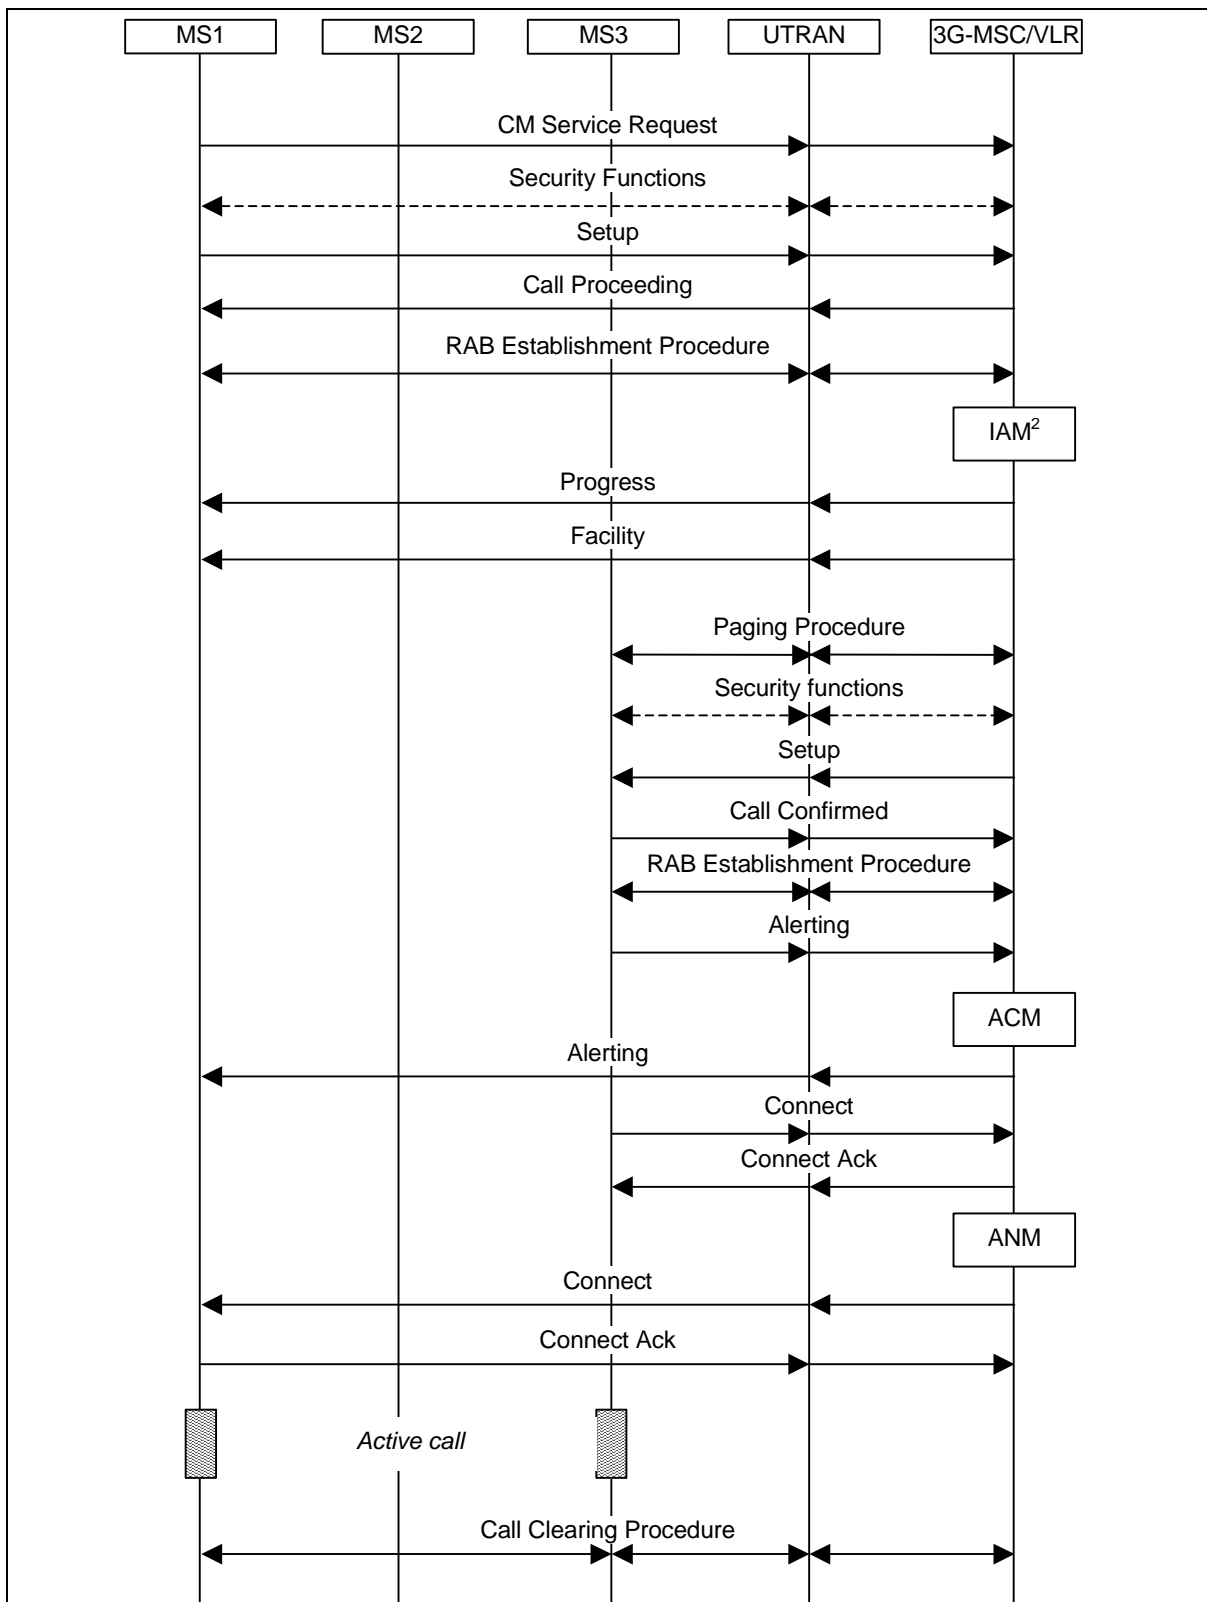 MS1
MS2
MS3
UTRAN
3G-MSC/VLR
CM Service Request
Security Functions
Setup
Call Proceeding
RAB Establishment Procedure
IAM²
Progress
Facility
Paging Procedure
Security functions
Setup
Call Confirmed
RAB Establishment Procedure
Alerting
ACM
Alerting
Connect
Connect Ack
ANM
Connect
Connect Ack
Active call
Call Clearing Procedure